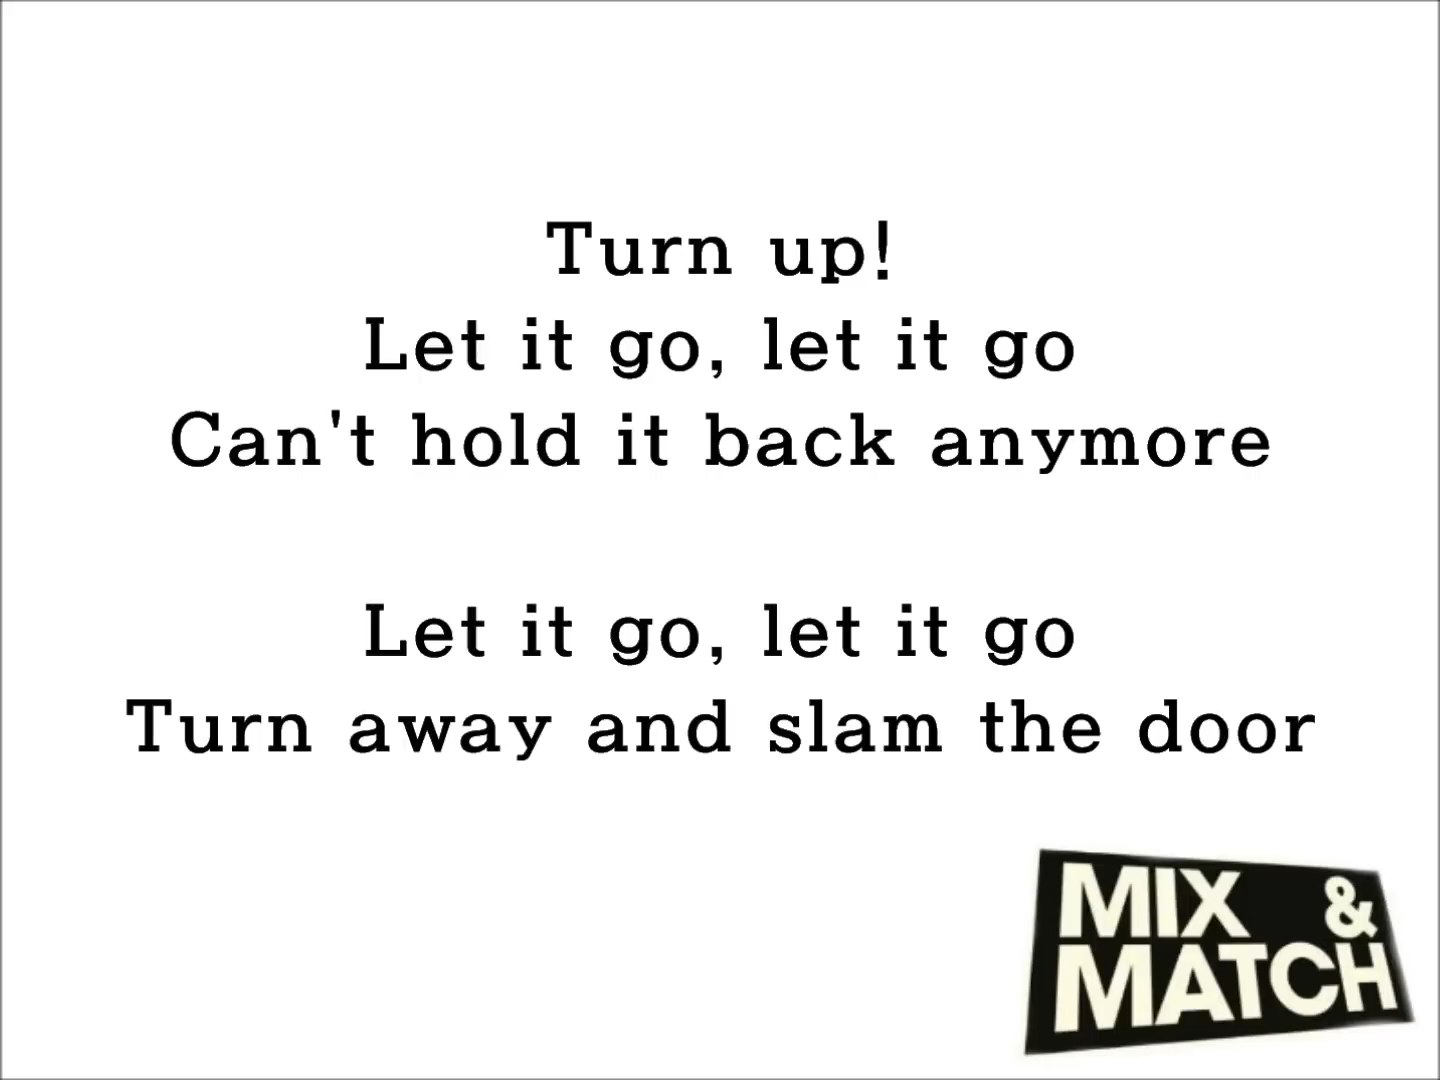 Turn up!
Let it go, let it go
Can't hold it back anymore
Let it go, let it go
Turn away and slam the door
MIX &
MATCH